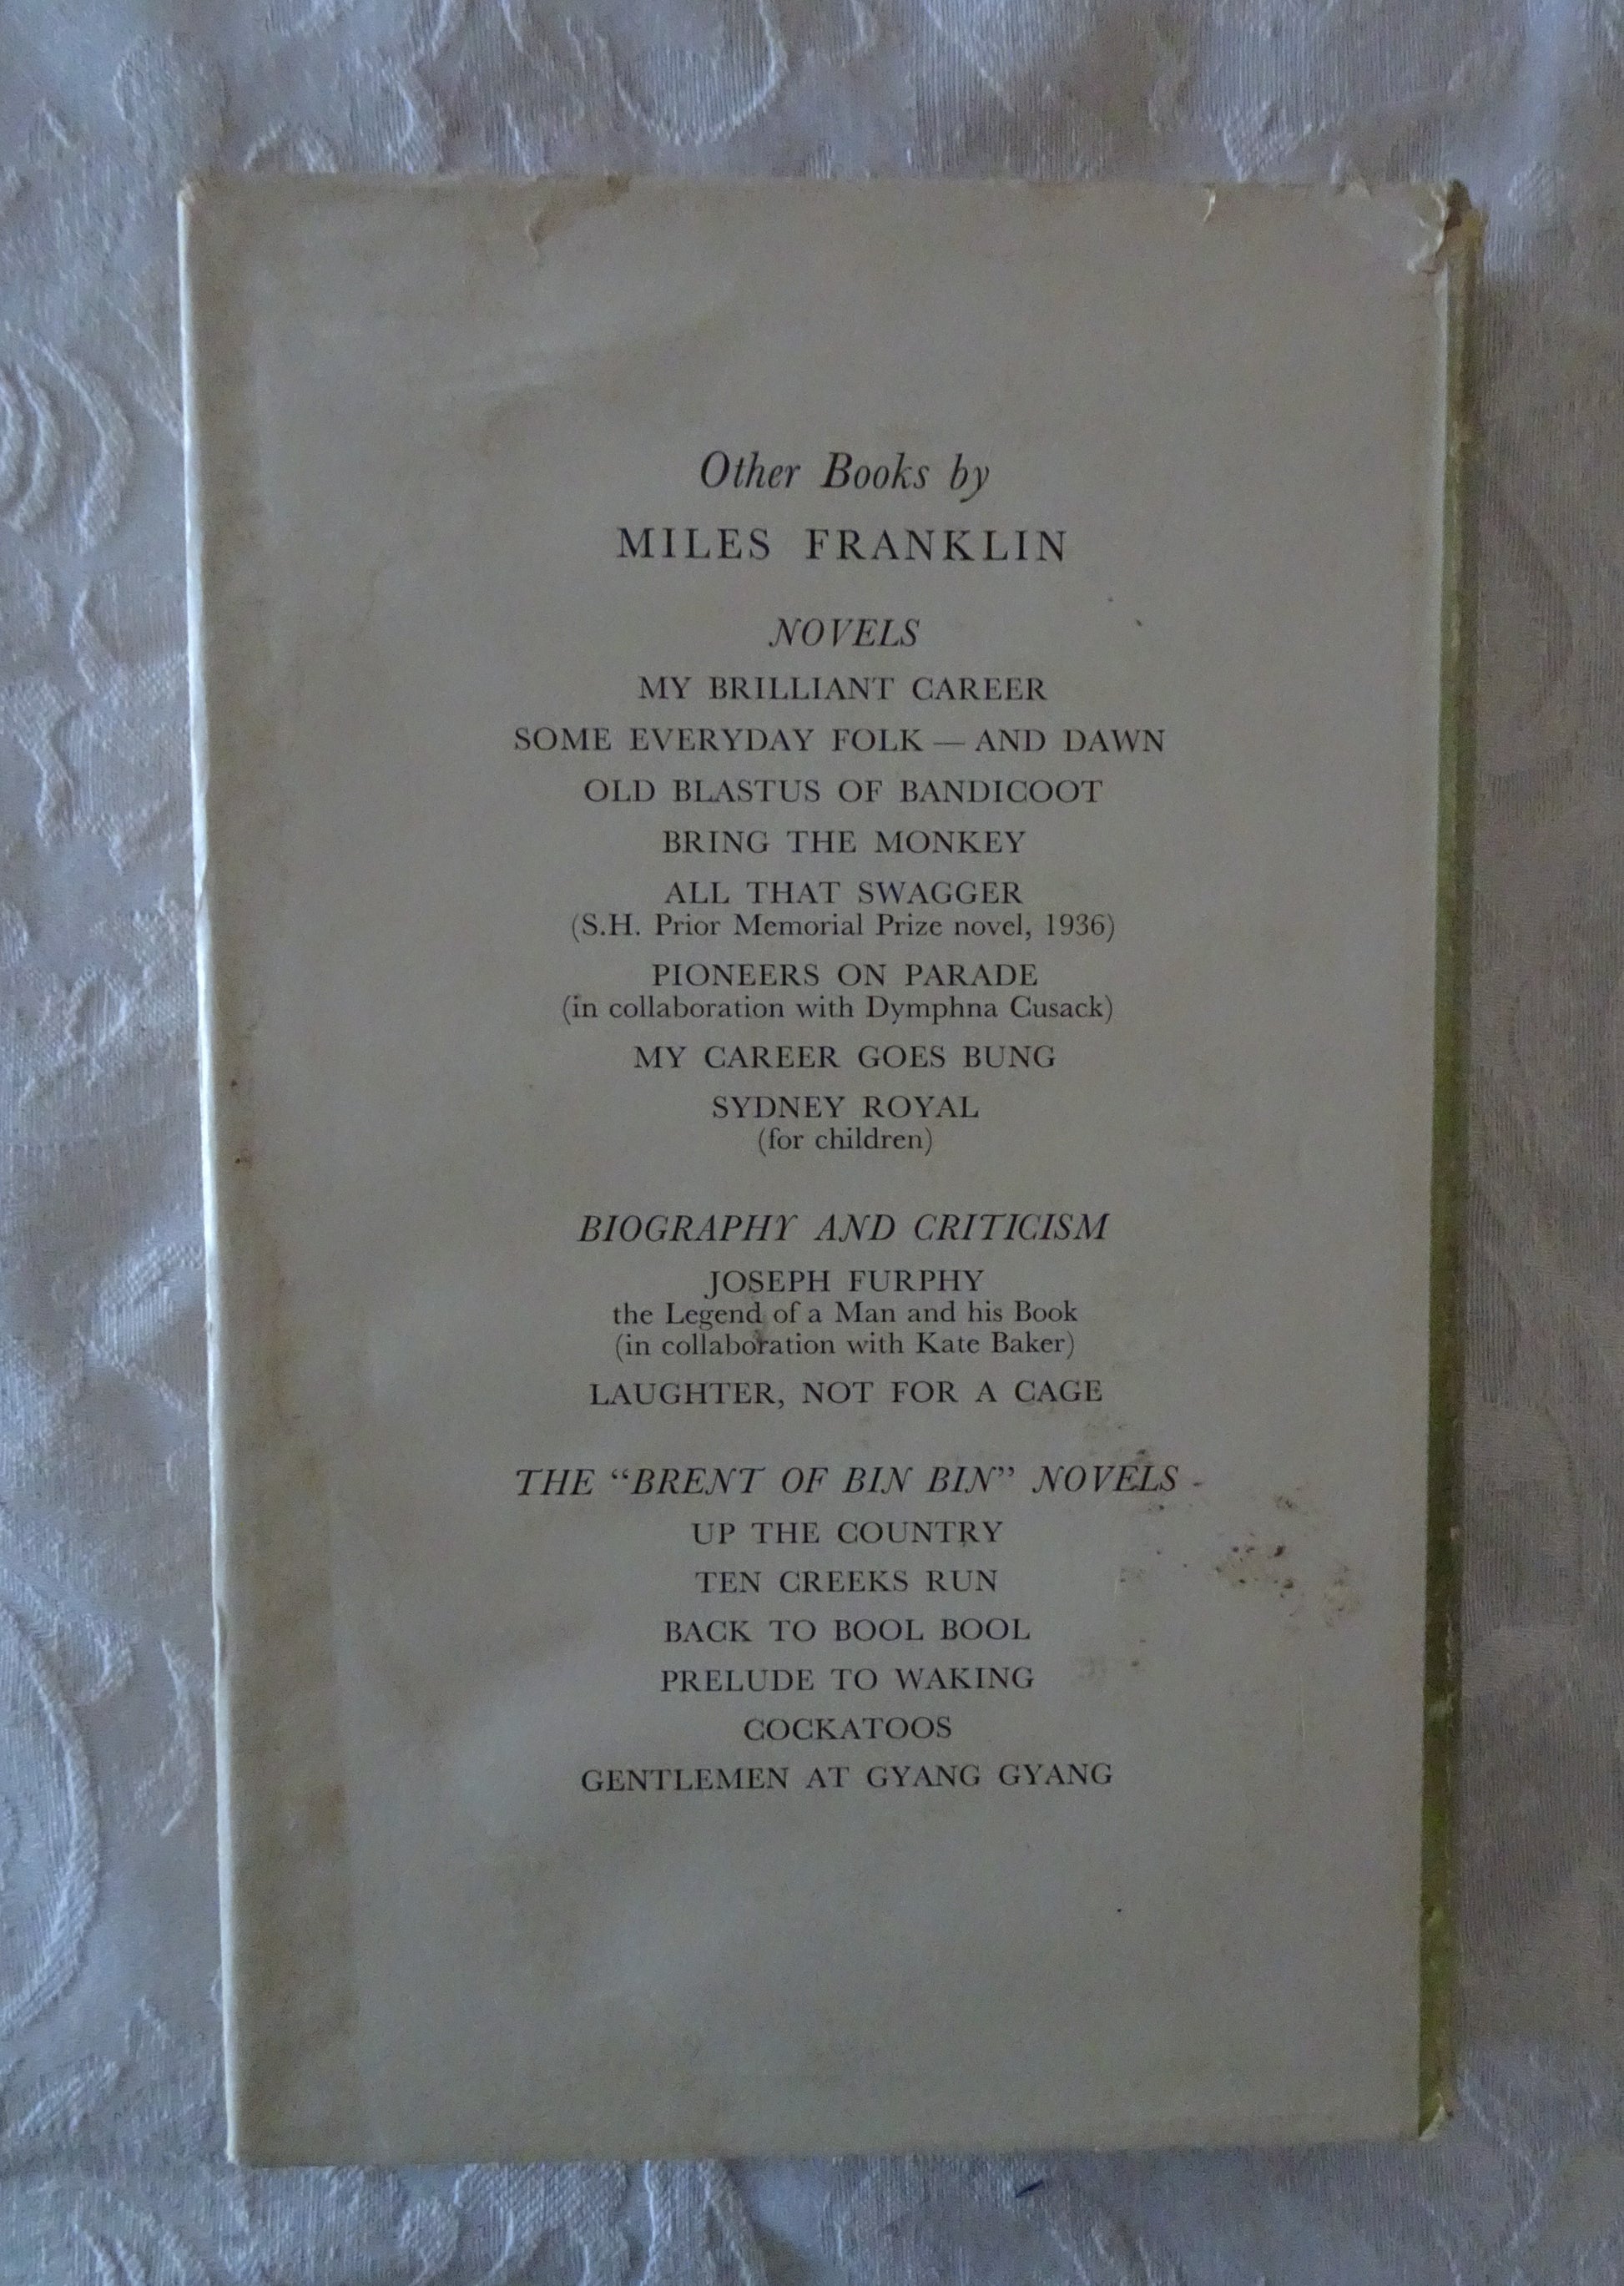 Other Books by
MILES FRANKLIN
NOVELS
MY BRILLIANT CAREER
SOME EVERYDAY FOLK — AND DAWN
OLD BLASTUS OF BANDICOOT
BRING THE MONKEY
ALL THAT SWAGGER
(S.H. Prior Memorial Prize novel, 1936)
PIONEERS ON PARADE
(in collaboration with Dymphna Cusack)
MY CAREER GOES BUNG
SYDNEY ROYAL
(for children)
BIOGRAPHY AND CRITICISM
JOSEPH FURPHY
the Legend of a Man and his Book
(in collaboration with Kate Baker)
LAUGHTER, NOT FOR A CAGE
THE “BRENT OF BIN BIN” NOVELS
UP THE COUNTRY
TEN CREEKS RUN
BACK TO BOOL BOOL
PRELUDE TO WAKING
COCKATOOS
GENTLEMEN AT GYANG GYANG